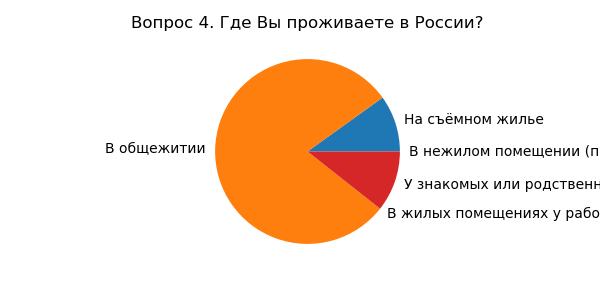 Вопрос 4. Где Вы проживаете в России?
На съёмном жилье
В общежитии
В нежилом помещении (п
У знакомых или родственн
В жилых помещениях у рабо